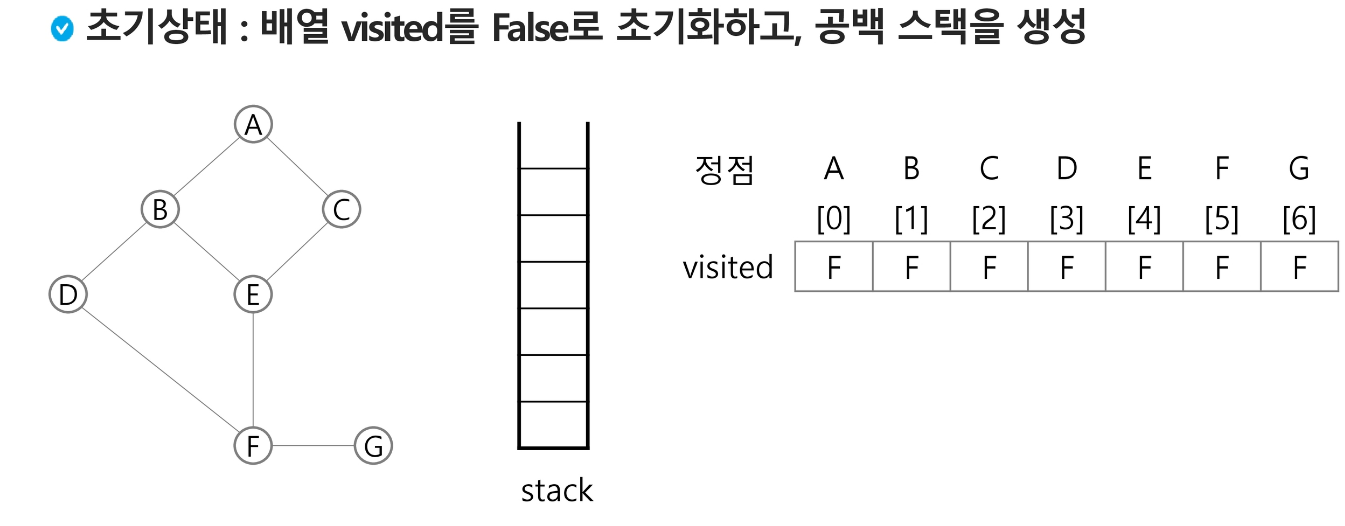 초기상태 : 배열 visited를 False로 초기화하고, 공백 스택을 생성
A
B
C
D
E
F
G
stack
정점 A B C D E F G
[0] [1] [2] [3] [4] [5] [6]
visited F F F F F F F